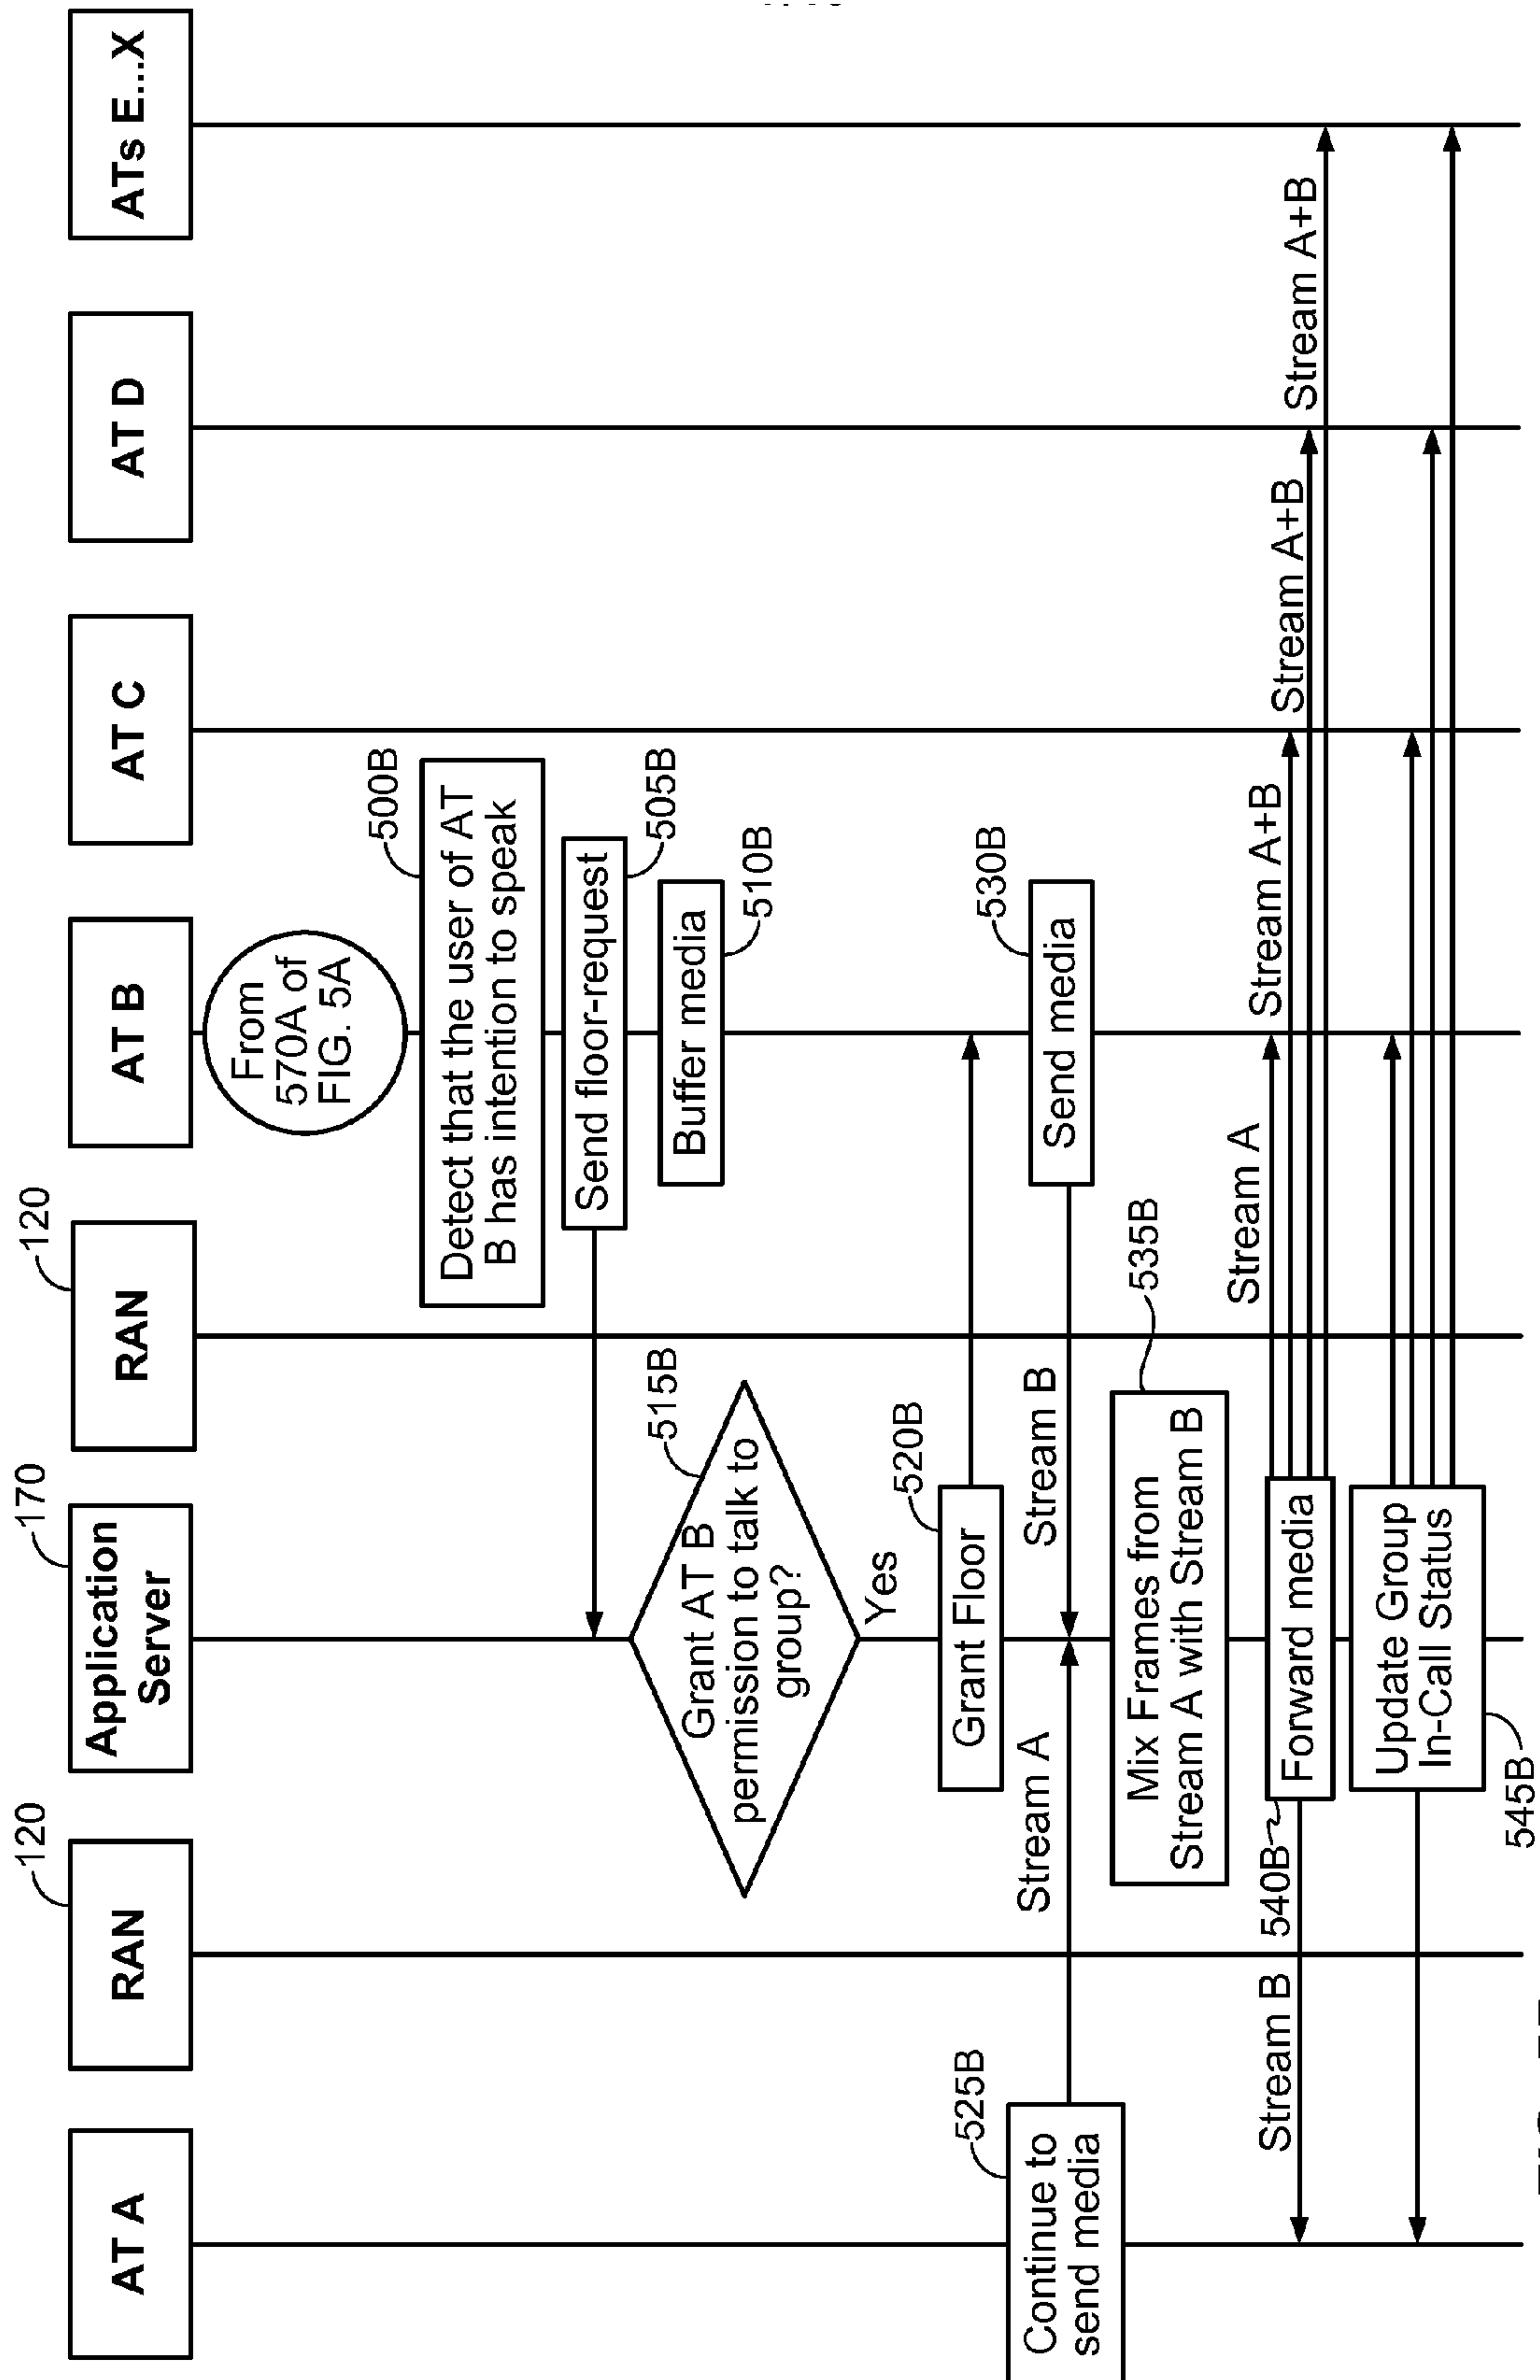 AT A
RAN
120
Application
Server
170
RAN
120
AT B
AT C
AT D
ATs E...X
From
570A of
FIG. 5A
500B
Detect that the user of AT
B has intention to speak
Send floor-request
505B
Buffer media
510B
515B
Grant AT B
permission to talk to
group?
Yes
520B
Grant Floor
525B
Continue to
send media
Stream A
Stream B
530B
Send media
535B
Mix Frames from
Stream A with Stream B
540B
Forward media
Stream B
Stream A
Stream A+B
Stream A+B
Stream A+B
Update Group
In-Call Status
545B